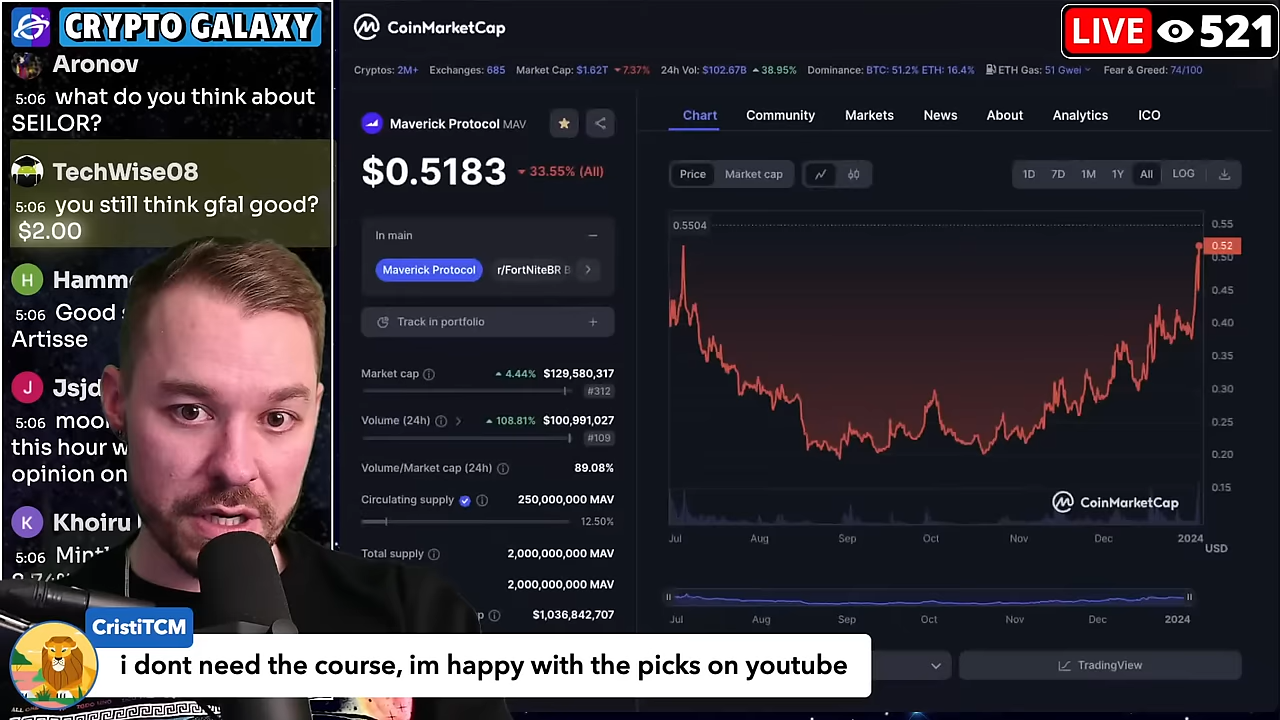 CRYPTO GALAXY
Aronov
5:06 what do you think about
SEILOR?
TechWise08
5:06 you still think gfal good?
$2.00
H
Hamm
5:06 Good
Artisse
J
Jsjd
5:06
this hour w
opinion on
K
Khoiru
5:06
CristiTCM
i dont need the course, im happy with the picks on youtube
CoinMarketCap
LIVE 521
Cryptos: 2M+ Exchanges: 685 Market Cap: $1.62T 7.37% 24h Vol: $102.67B 38.95% Dominance: BTC: 51.2% ETH: 16.4% ETH Gas: 51 Gwei Fear & Greed: 74/100
Maverick Protocol MAV
$0.5183 33.55% (All)
In main
Maverick Protocol r/FortNiteBR B
Track in portfolio +
Market cap 4.44% $129,580,317
#312
Volume (24h) 108.81% $100,991,027
#109
Volume/Market cap (24h) 89.08%
Circulating supply 250,000,000 MAV
12.50%
Total supply 2,000,000,000 MAV
2,000,000,000 MAV
$1,036,842,707
Chart Community Markets News About Analytics ICO
Price Market cap
1D 7D 1M 1Y All LOG
0.5504
0.55
0.52
0.50
0.45
0.40
0.35
0.30
0.25
0.20
0.15
CoinMarketCap
Jul Aug Sep Oct Nov Dec 2024
USD
Jul Aug Sep Oct Nov Dec 2024
TradingView